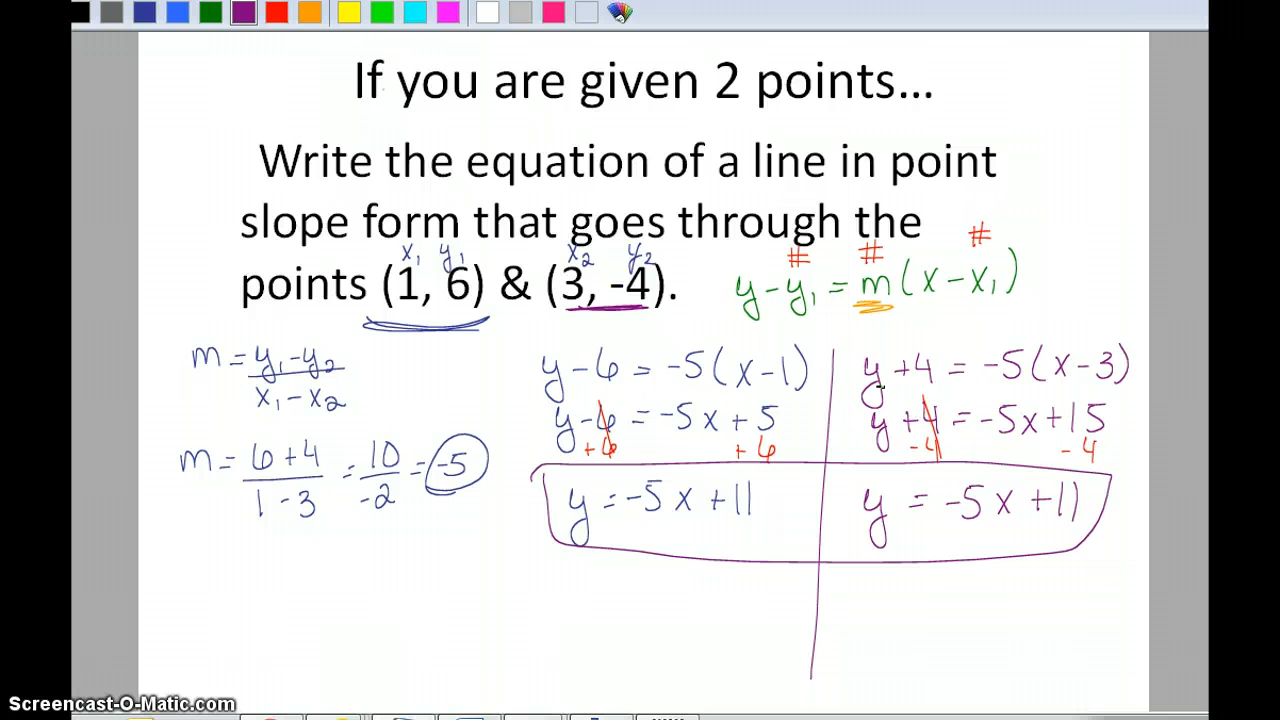 If you are given 2 points...
Write the equation of a line in point
slope form that goes through the
# # #
x₁ y₁ x₂ y₂
points (1, 6) & (3, -4). y - y₁ = m(x - x₁)
m = y₁ - y₂ / x₁ - x₂
m = 6 + 4 / 1 - 3 = 10 / -2 = -5
y - 6 = -5(x - 1)
y - 6 = -5x + 5
+6 +6
y = -5x + 11
y + 4 = -5(x - 3)
y + 4 = -5x + 15
-4 -4
y = -5x + 11
Screencast-O-Matic.com